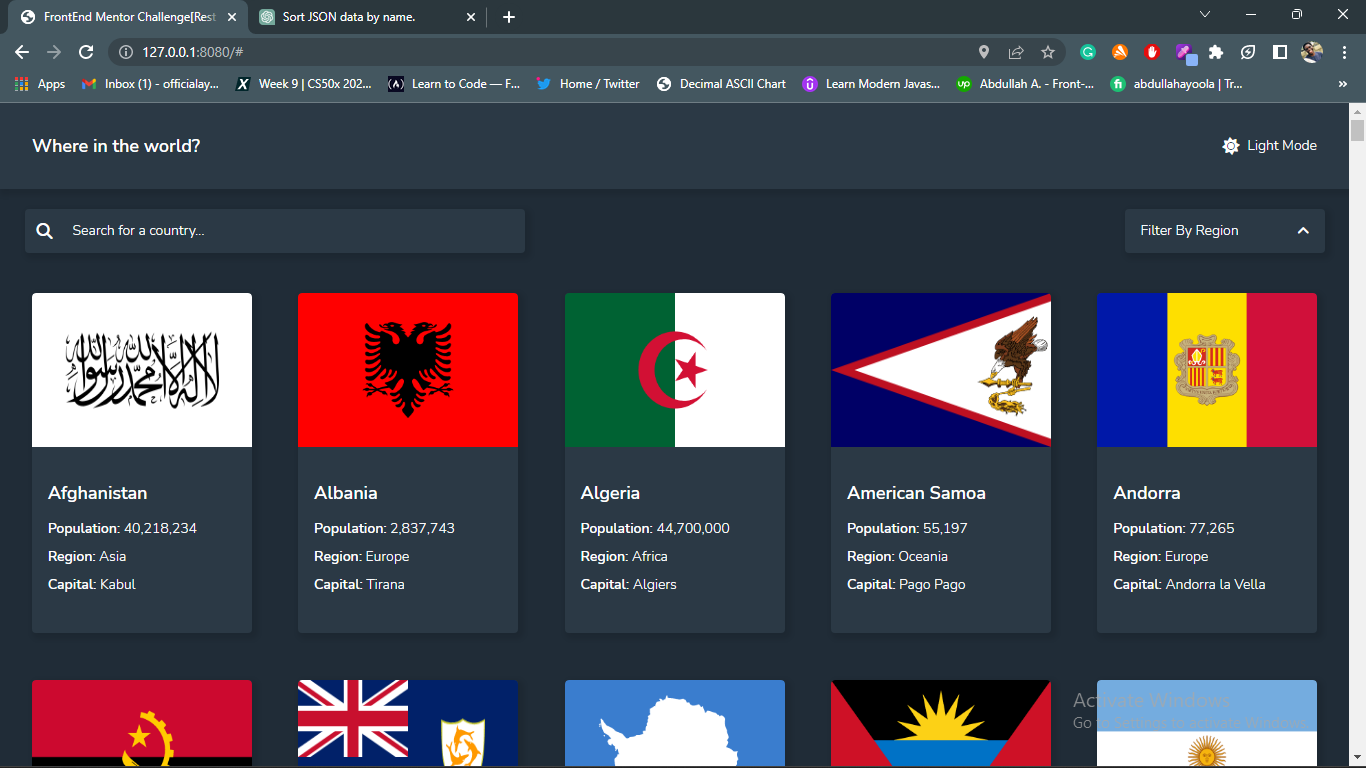 FrontEnd Mentor Challenge[Rest
Sort JSON data by name.
127.0.0.1:8080/#
Apps
Inbox (1) - officialay...
Week 9 | CS50x 202...
Learn to Code — F...
Home / Twitter
Decimal ASCII Chart
Learn Modern Javas...
Abdullah A. - Front-...
abdullahayoola | Tr...
Where in the world?
Light Mode
Search for a country...
Filter By Region
Afghanistan
Population: 40,218,234
Region: Asia
Capital: Kabul
Albania
Population: 2,837,743
Region: Europe
Capital: Tirana
Algeria
Population: 44,700,000
Region: Africa
Capital: Algiers
American Samoa
Population: 55,197
Region: Oceania
Capital: Pago Pago
Andorra
Population: 77,265
Region: Europe
Capital: Andorra la Vella
Activate Windows
Go to Settings to activate Windows.